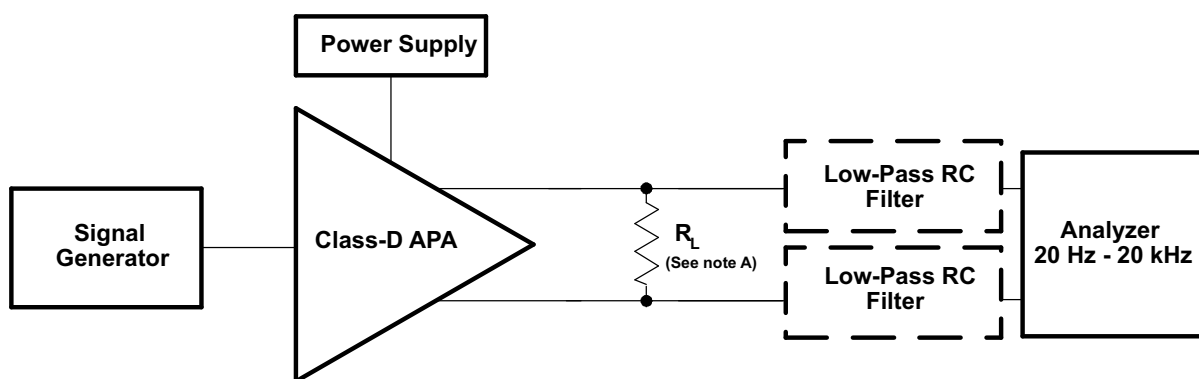 Power Supply
Signal
Generator
Class-D APA
R_L
(See note A)
Low-Pass RC
Filter
Low-Pass RC
Filter
Analyzer
20 Hz - 20 kHz